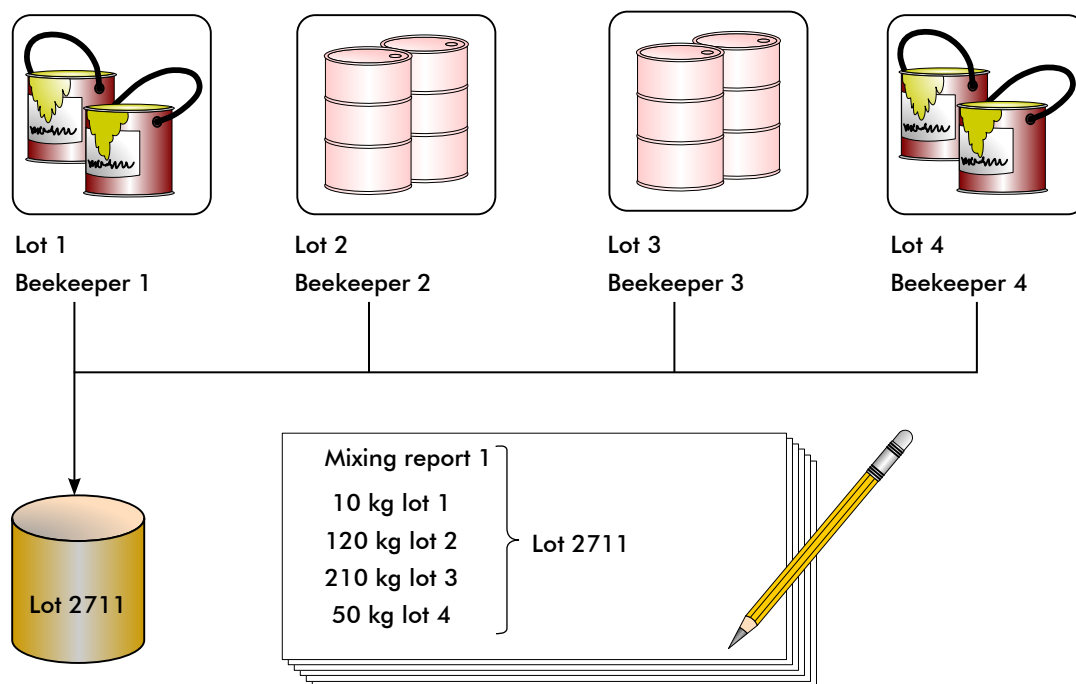 Lot 1
Beekeeper 1
Lot 2
Beekeeper 2
Lot 3
Beekeeper 3
Lot 4
Beekeeper 4
Lot 2711
Mixing report 1
10 kg lot 1
120 kg lot 2
210 kg lot 3
50 kg lot 4
Lot 2711